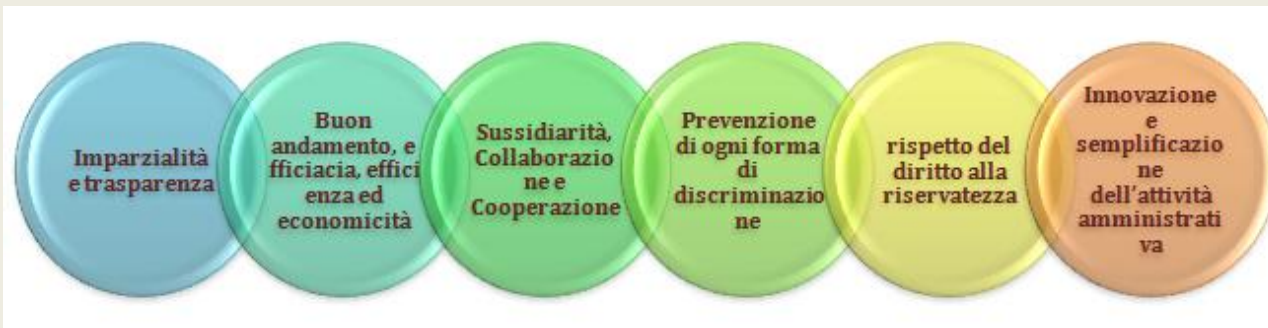 Imparzialità
e trasparenza
Buon
andamento, e
fficiacia, effici
enza ed
economicità
Sussidiarità,
Collaborazio
ne e
Cooperazione
Prevenzione
di ogni forma
di
discriminazio
ne
rispetto del
diritto alla
riservatezza
Innovazione
e
semplificazio
ne
dell'attività
amministrati
va